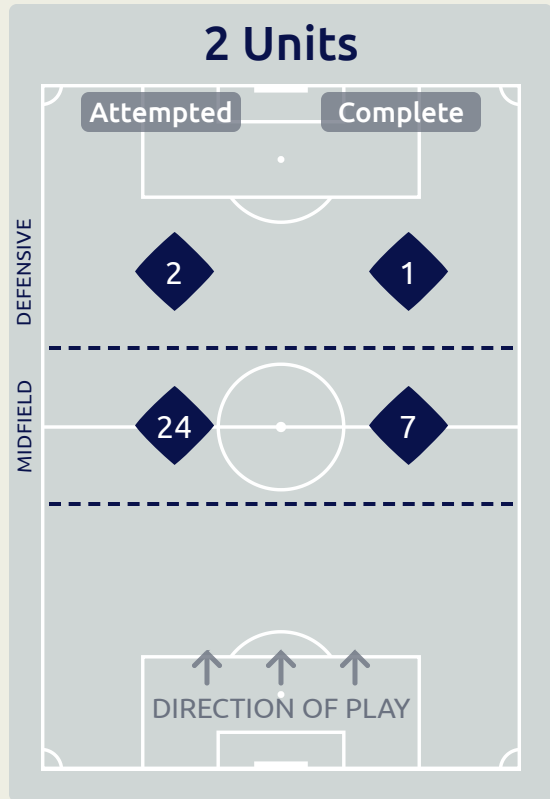 2 Units
Attempted Complete
DEFENSIVE
2 1
MIDFIELD
24 7
DIRECTION OF PLAY